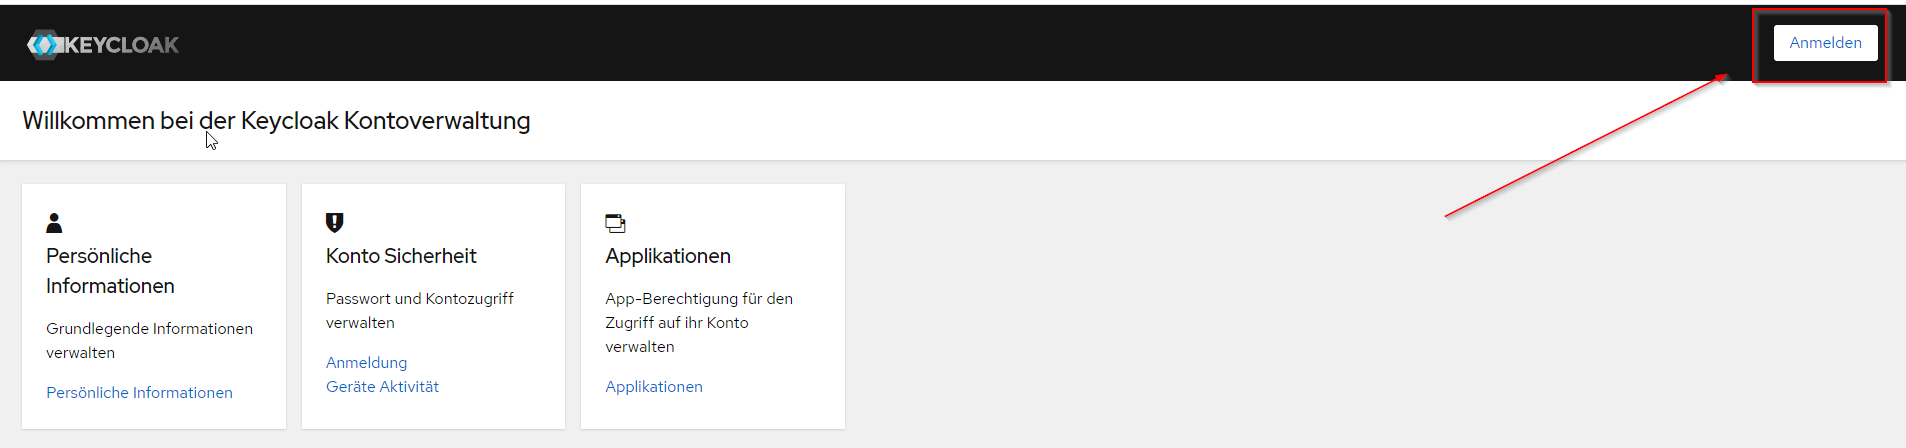 KEYCLOAK
Anmelden
Willkommen bei der Keycloak Kontoverwaltung
Persönliche
Informationen
Grundlegende Informationen
verwalten
Persönliche Informationen
Konto Sicherheit
Passwort und Kontozugriff
verwalten
Anmeldung
Geräte Aktivität
Applikationen
App-Berechtigung für den
Zugriff auf ihr Konto
verwalten
Applikationen